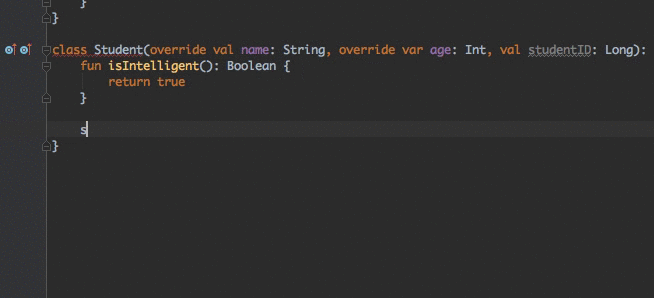 }
}
class Student(override val name: String, override var age: Int, val studentID: Long):
fun isIntelligent(): Boolean {
return true
}
s
}